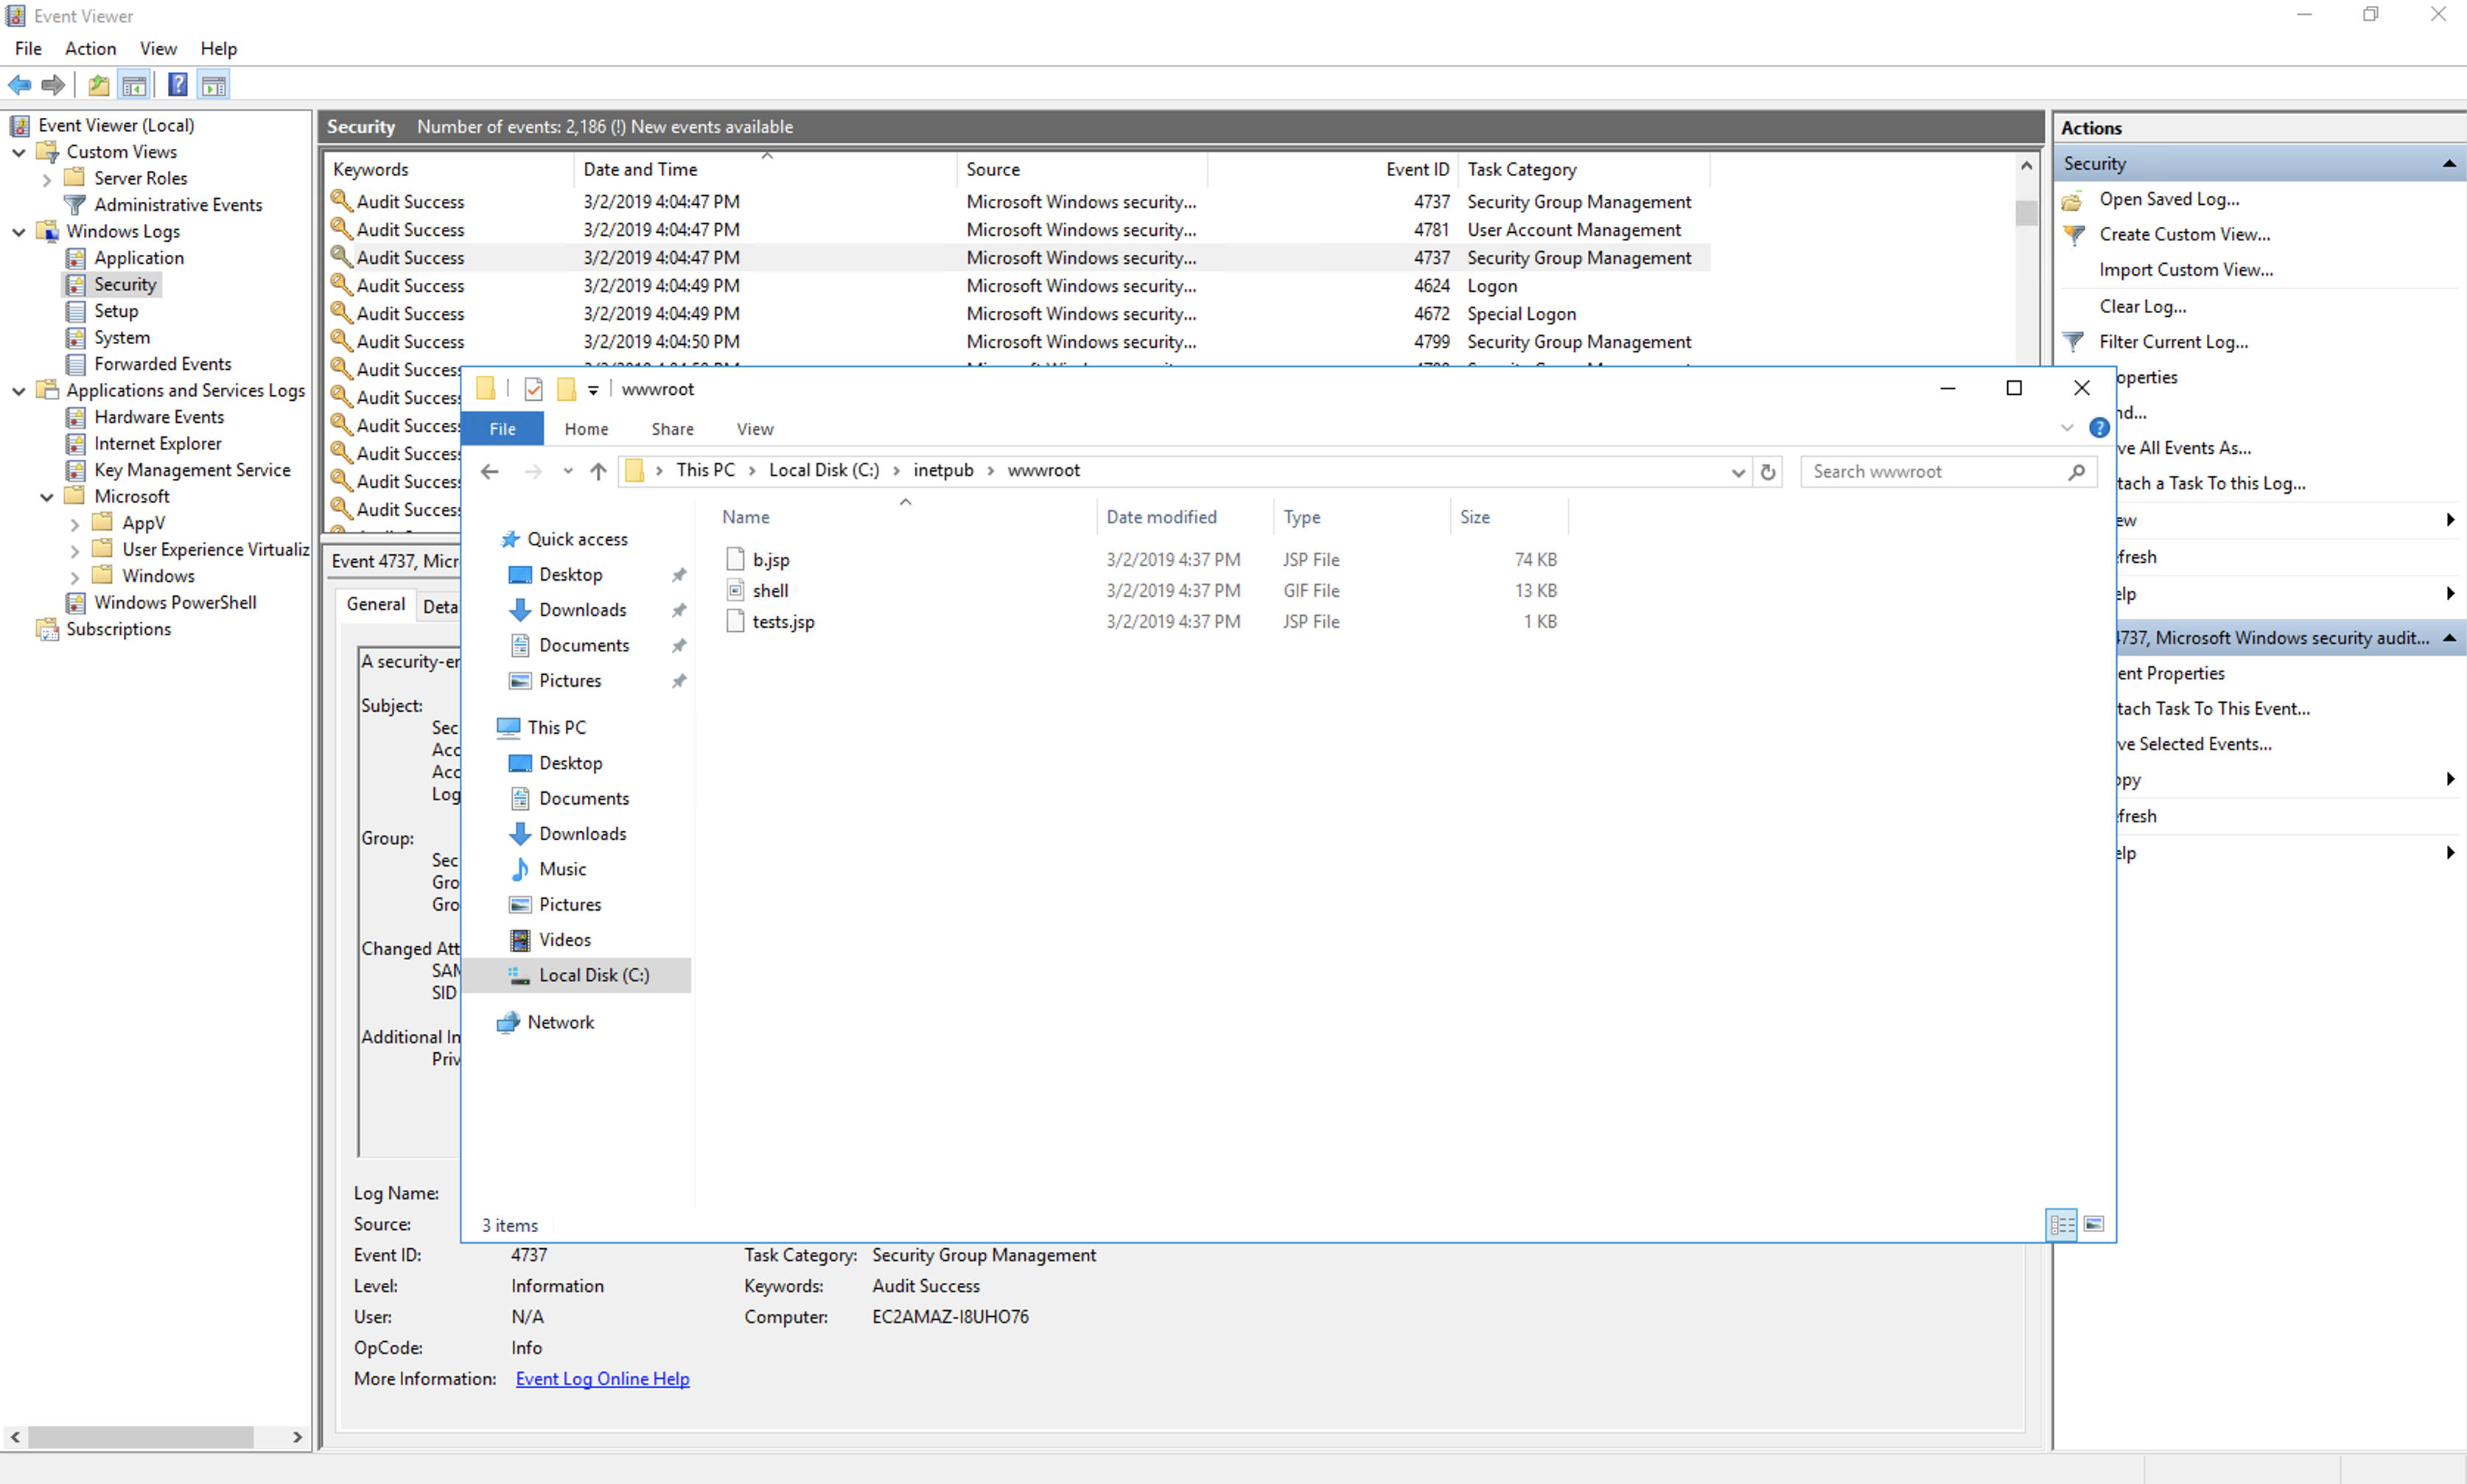 Event Viewer
File Action View Help
Event Viewer (Local)
Custom Views
Server Roles
Administrative Events
Windows Logs
Application
Security
Setup
System
Forwarded Events
Applications and Services Logs
Hardware Events
Internet Explorer
Key Management Service
Microsoft
AppV
User Experience Virtualiz
Windows
Windows PowerShell
Subscriptions
Security Number of events: 2,186 (!) New events available
Keywords Date and Time Source Event ID Task Category
Audit Success 3/2/2019 4:04:47 PM Microsoft Windows security... 4737 Security Group Management
Audit Success 3/2/2019 4:04:47 PM Microsoft Windows security... 4781 User Account Management
Audit Success 3/2/2019 4:04:47 PM Microsoft Windows security... 4737 Security Group Management
Audit Success 3/2/2019 4:04:49 PM Microsoft Windows security... 4624 Logon
Audit Success 3/2/2019 4:04:49 PM Microsoft Windows security... 4672 Special Logon
Audit Success 3/2/2019 4:04:50 PM Microsoft Windows security... 4799 Security Group Management
Audit Success
Audit Success
Audit Success
Audit Success
Audit Success
Audit Success
Event 4737, Micr
General Detai
A security-en
Subject:
Sec
Acc
Acc
Log
Group:
Sec
Gro
Gro
Changed Att
SAM
SID
Additional In
Priv
Log Name:
Source:
Event ID: 4737 Task Category: Security Group Management
Level: Information Keywords: Audit Success
User: N/A Computer: EC2AMAZ-I8UHO76
OpCode: Info
More Information: Event Log Online Help
wwwroot
File Home Share View
This PC Local Disk (C:) inetpub wwwroot
Search wwwroot
Quick access
Desktop
Downloads
Documents
Pictures
This PC
Desktop
Documents
Downloads
Music
Pictures
Videos
Local Disk (C:)
Network
Name Date modified Type Size
b.jsp 3/2/2019 4:37 PM JSP File 74 KB
shell 3/2/2019 4:37 PM GIF File 13 KB
tests.jsp 3/2/2019 4:37 PM JSP File 1 KB
3 items
Actions
Security
Open Saved Log...
Create Custom View...
Import Custom View...
Clear Log...
Filter Current Log...
operties
nd...
ve All Events As...
tach a Task To this Log...
ew
efresh
elp
4737, Microsoft Windows security audit...
ent Properties
tach Task To This Event...
ve Selected Events...
opy
efresh
elp